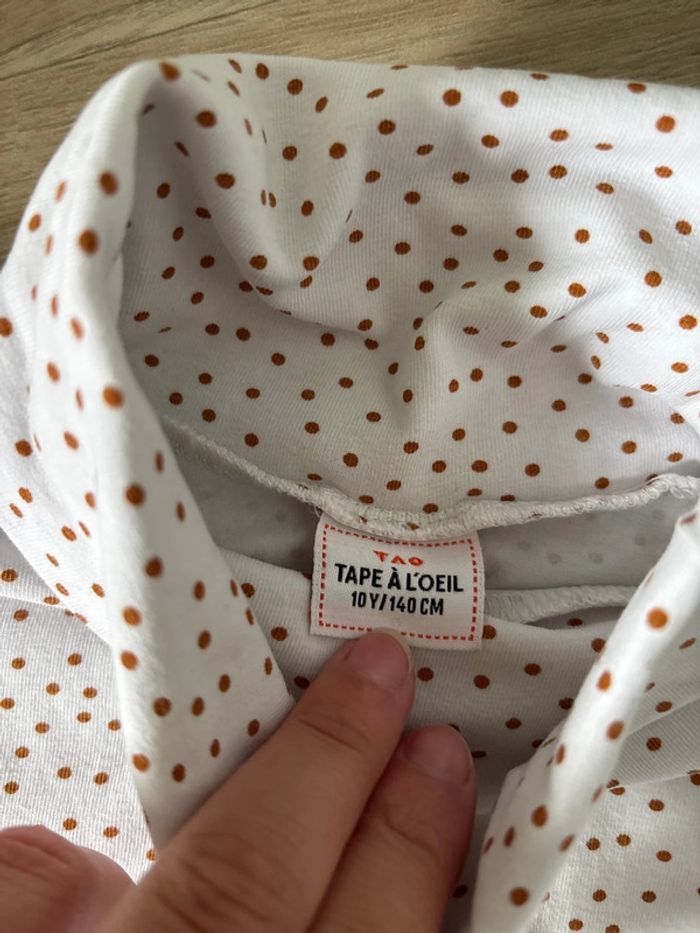 TAO
TAPE À L'OEIL
10Y/140CM